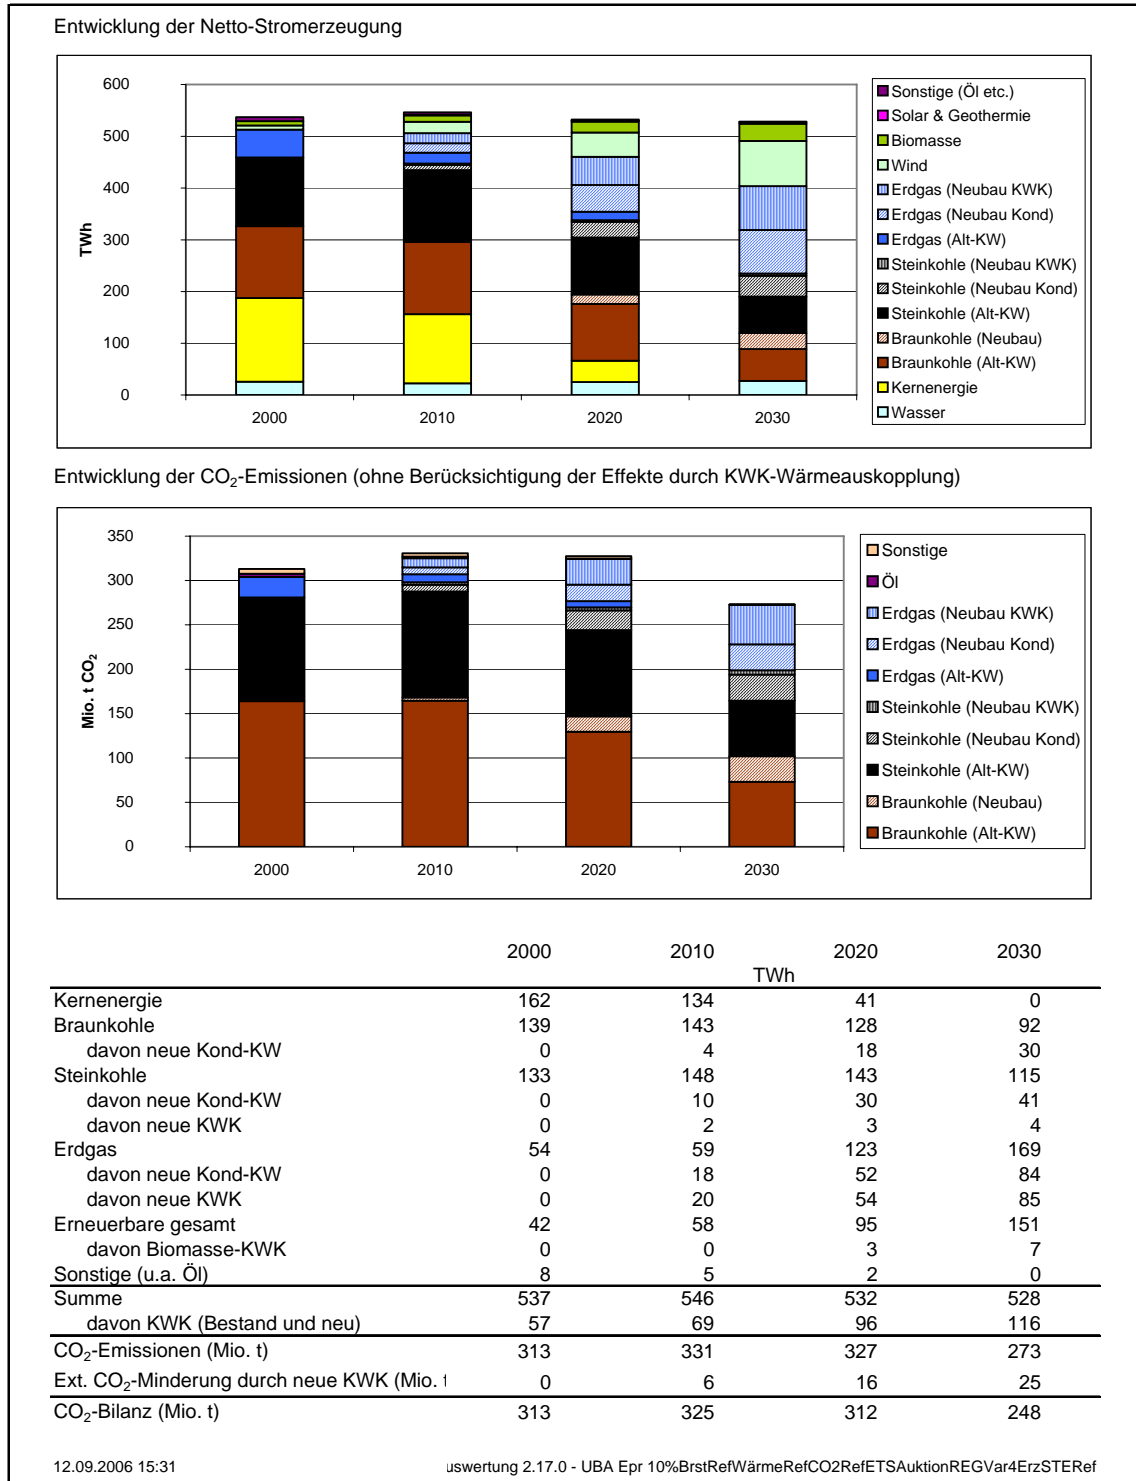 Entwicklung der Netto-Stromerzeugung
600
500
400
300
200
100
0
TWh
2000 2010 2020 2030
Sonstige (Öl etc.)
Solar & Geothermie
Biomasse
Wind
Erdgas (Neubau KWK)
Erdgas (Neubau Kond)
Erdgas (Alt-KW)
Steinkohle (Neubau KWK)
Steinkohle (Neubau Kond)
Steinkohle (Alt-KW)
Braunkohle (Neubau)
Braunkohle (Alt-KW)
Kernenergie
Wasser
Entwicklung der CO2-Emissionen (ohne Berücksichtigung der Effekte durch KWK-Wärmeauskopplung)
350
300
250
200
150
100
50
0
Mio. t CO2
2000 2010 2020 2030
Sonstige
Öl
Erdgas (Neubau KWK)
Erdgas (Neubau Kond)
Erdgas (Alt-KW)
Steinkohle (Neubau KWK)
Steinkohle (Neubau Kond)
Steinkohle (Alt-KW)
Braunkohle (Neubau)
Braunkohle (Alt-KW)
2000 2010 2020 2030
TWh
Kernenergie 162 134 41 0
Braunkohle 139 143 128 92
davon neue Kond-KW 0 4 18 30
Steinkohle 133 148 143 115
davon neue Kond-KW 0 10 30 41
davon neue KWK 0 2 3 4
Erdgas 54 59 123 169
davon neue Kond-KW 0 18 52 84
davon neue KWK 0 20 54 85
Erneuerbare gesamt 42 58 95 151
davon Biomasse-KWK 0 0 3 7
Sonstige (u.a. Öl) 8 5 2 0
Summe 537 546 532 528
davon KWK (Bestand und neu) 57 69 96 116
CO2-Emissionen (Mio. t) 313 331 327 273
Ext. CO2-Minderung durch neue KWK (Mio. t 0 6 16 25
CO2-Bilanz (Mio. t) 313 325 312 248
12.09.2006 15:31 uswertung 2.17.0 - UBA Epr 10%BrstRefWärmeRefCO2RefETSAuktionREGVar4ErzSTERef